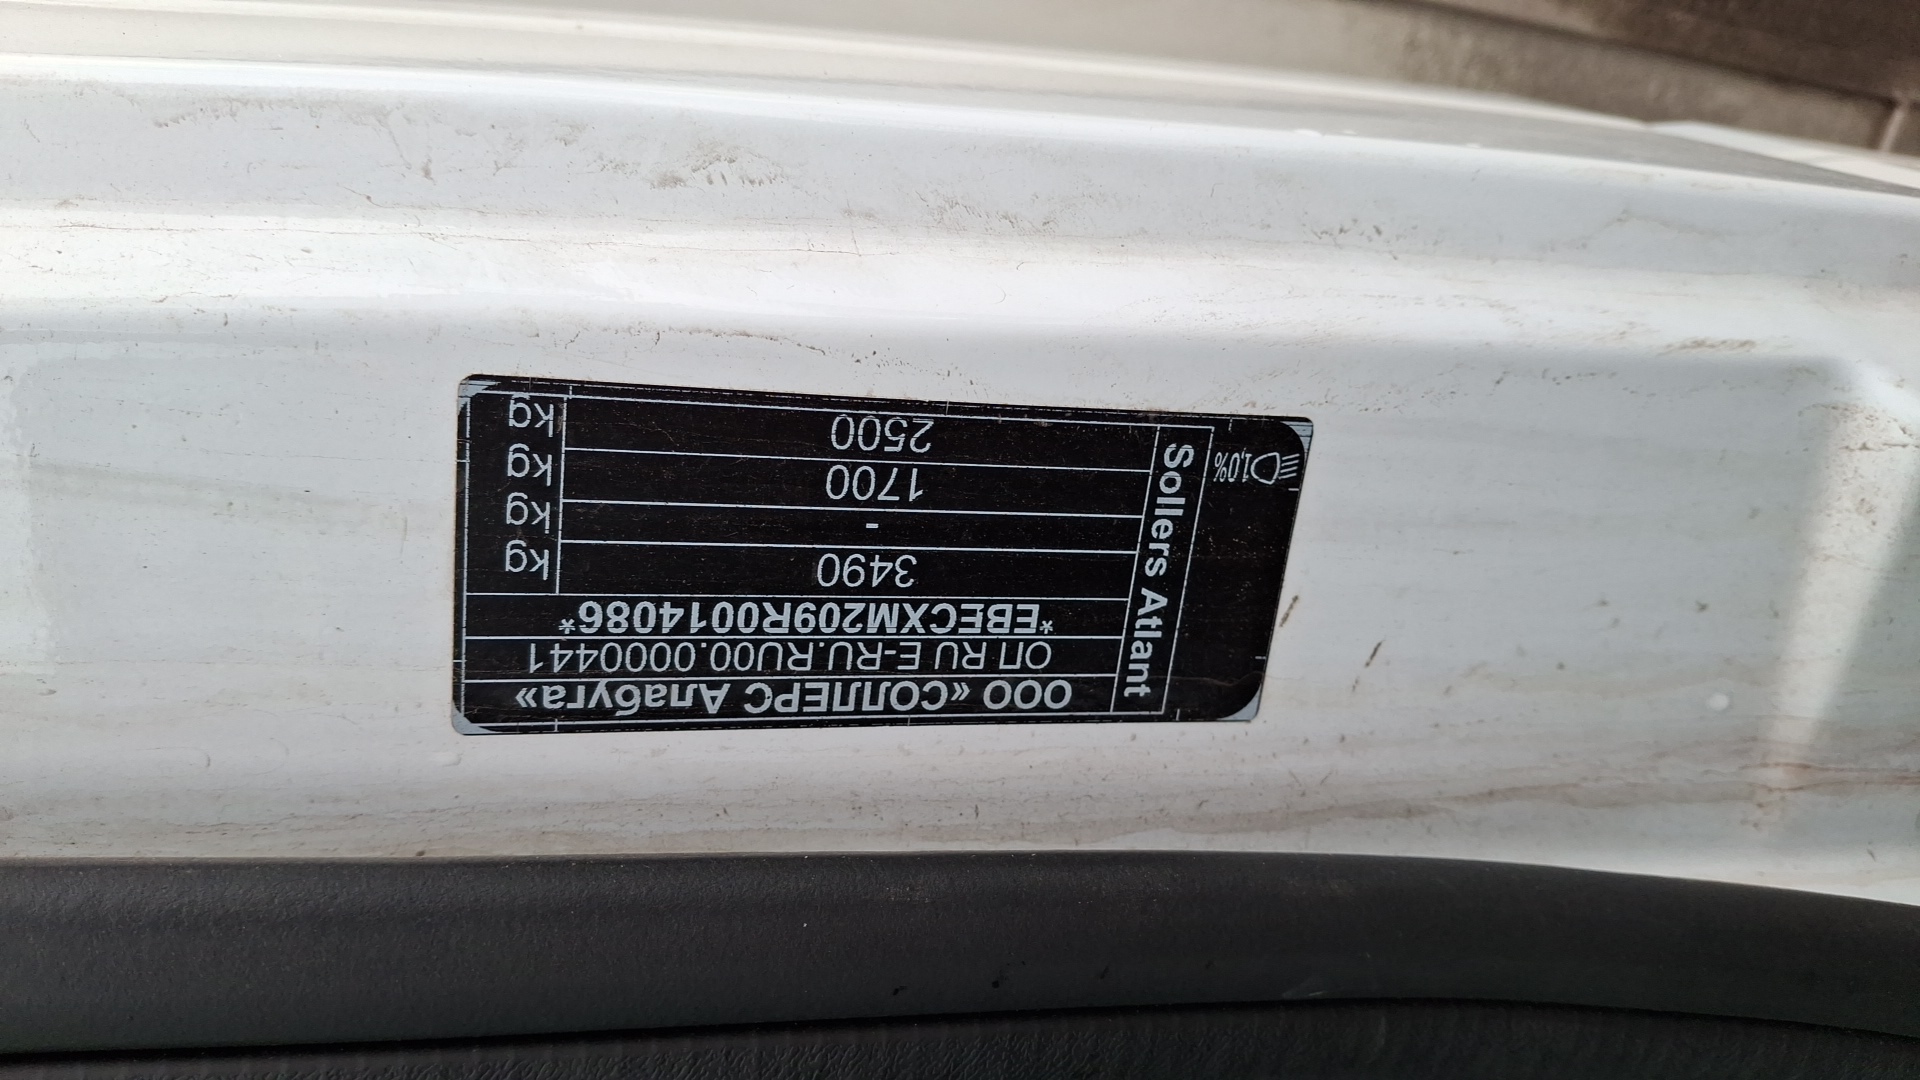 ООО «СОЛЛЕРС Алабуга»
ОП RU E-RU.RU00.0000441
*EBECXM209R0014086*
3490 kg
- kg
1700 kg
2500 kg
Sollers Atlant
1,0%